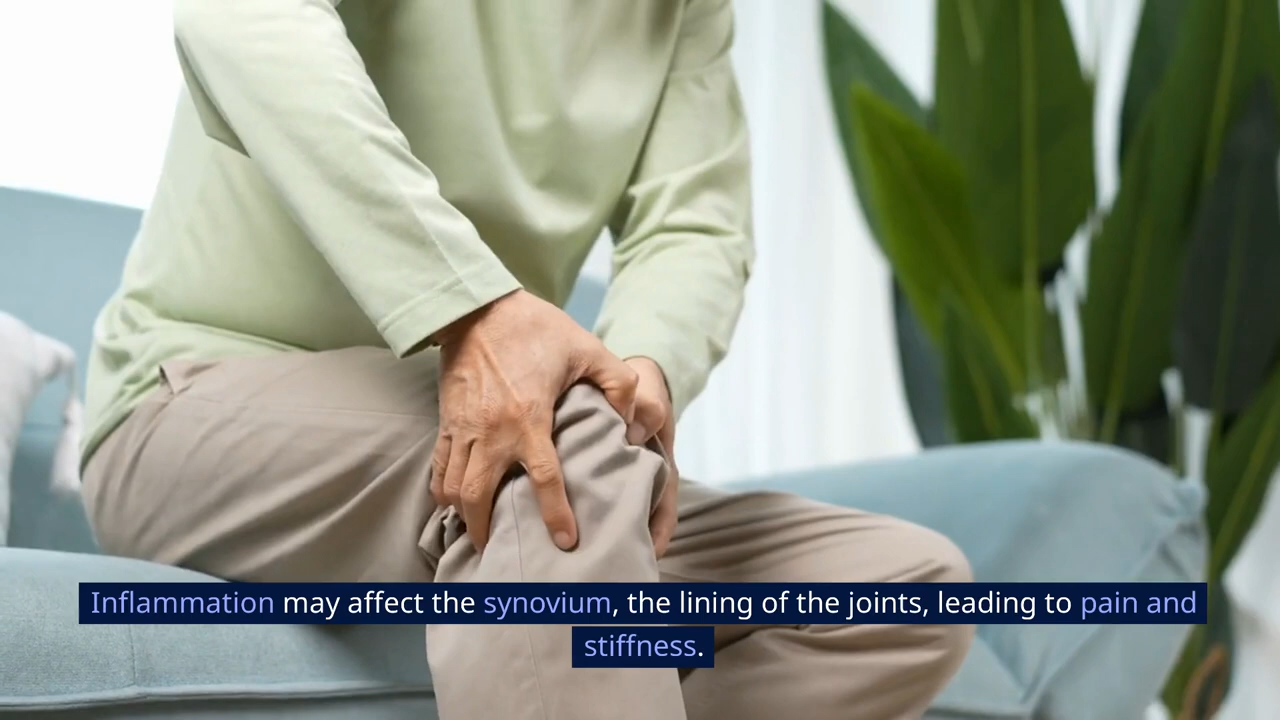 Inflammation may affect the synovium, the lining of the joints, leading to pain and
stiffness.